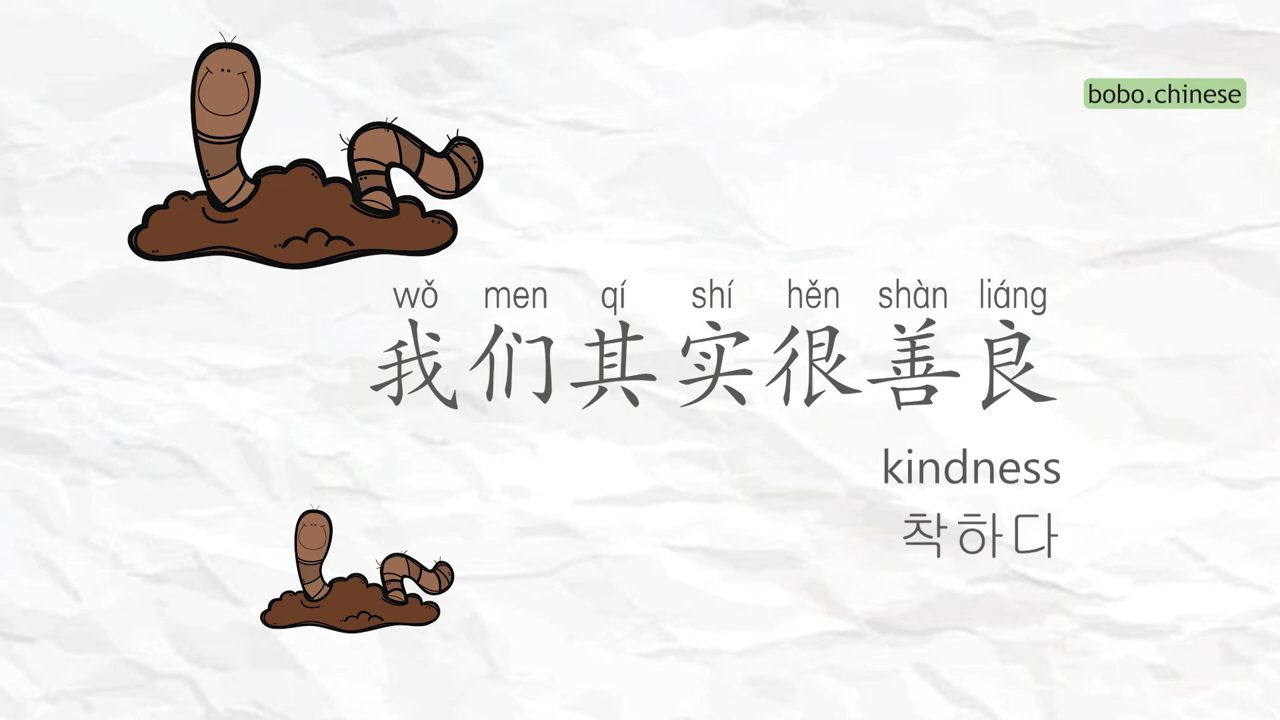 bobo.chinese
wǒ men qí shí hěn shàn liáng
我们其实很善良
kindness
착하다